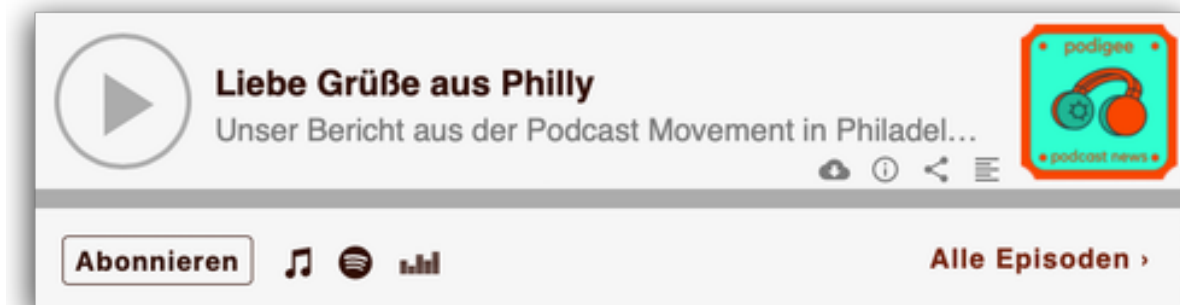 Liebe Grüße aus Philly
Unser Bericht aus der Podcast Movement in Philadel...
podigee
podcast news
Abonnieren
Alle Episoden ›